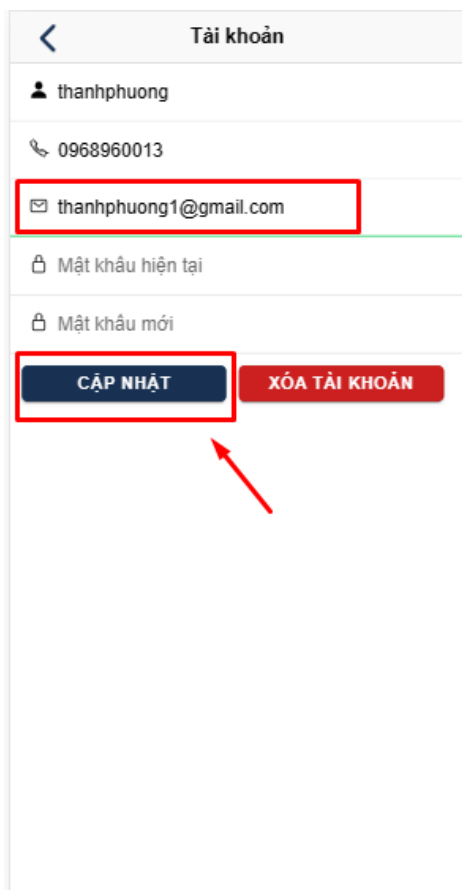 Tài khoản
thanhphuong
0968960013
thanhphuong1@gmail.com
Mật khẩu hiện tại
Mật khẩu mới
CẬP NHẬT XÓA TÀI KHOẢN